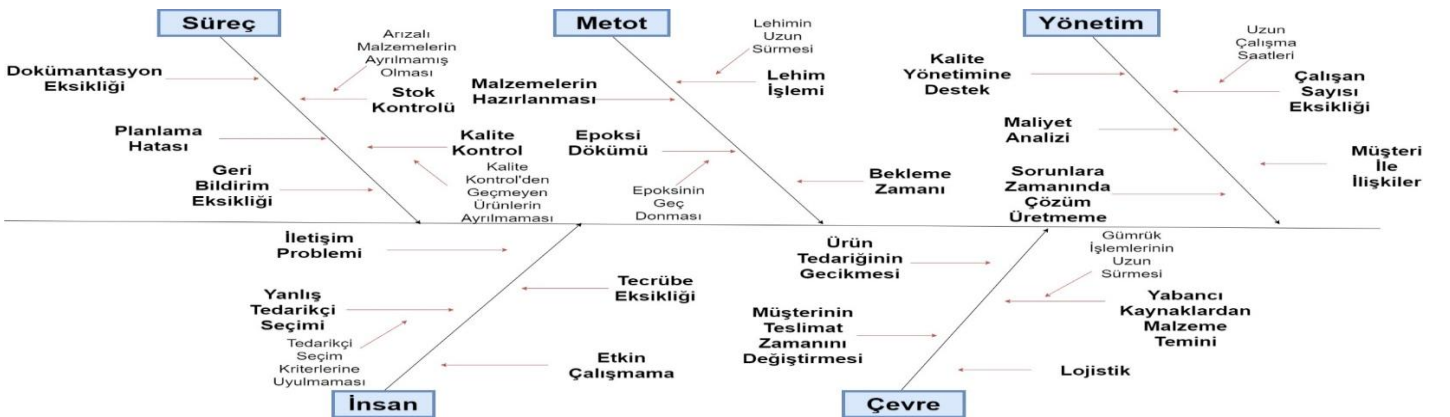 Süreç
Arızalı
Malzemelerin
Ayrılmamış
Olması
Dokümantasyon
Eksikliği
Stok
Kontrolü
Planlama
Hatası
Kalite
Kontrol
Kalite
Kontrol'den
Geçmeyen
Ürünlerin
Ayrılmaması
Geri
Bildirim
Eksikliği
Metot
Lehimin
Uzun
Sürmesi
Malzemelerin
Hazırlanması
Lehim
İşlemi
Epoksi
Dökümü
Epoksinin
Geç
Donması
Bekleme
Zamanı
Yönetim
Uzun
Çalışma
Saatleri
Kalite
Yönetimine
Destek
Çalışan
Sayısı
Eksikliği
Maliyet
Analizi
Müşteri
İle
İlişkiler
Sorunlara
Zamanında
Çözüm
Üretmeme
İletişim
Problemi
Tecrübe
Eksikliği
Yanlış
Tedarikçi
Seçimi
Tedarikçi
Seçim
Kriterlerine
Uyulmaması
Etkin
Çalışmama
İnsan
Ürün
Tedariğinin
Gecikmesi
Gümrük
İşlemlerinin
Uzun
Sürmesi
Yabancı
Kaynaklardan
Malzeme
Temini
Müşterinin
Teslimat
Zamanını
Değiştirmesi
Lojistik
Çevre